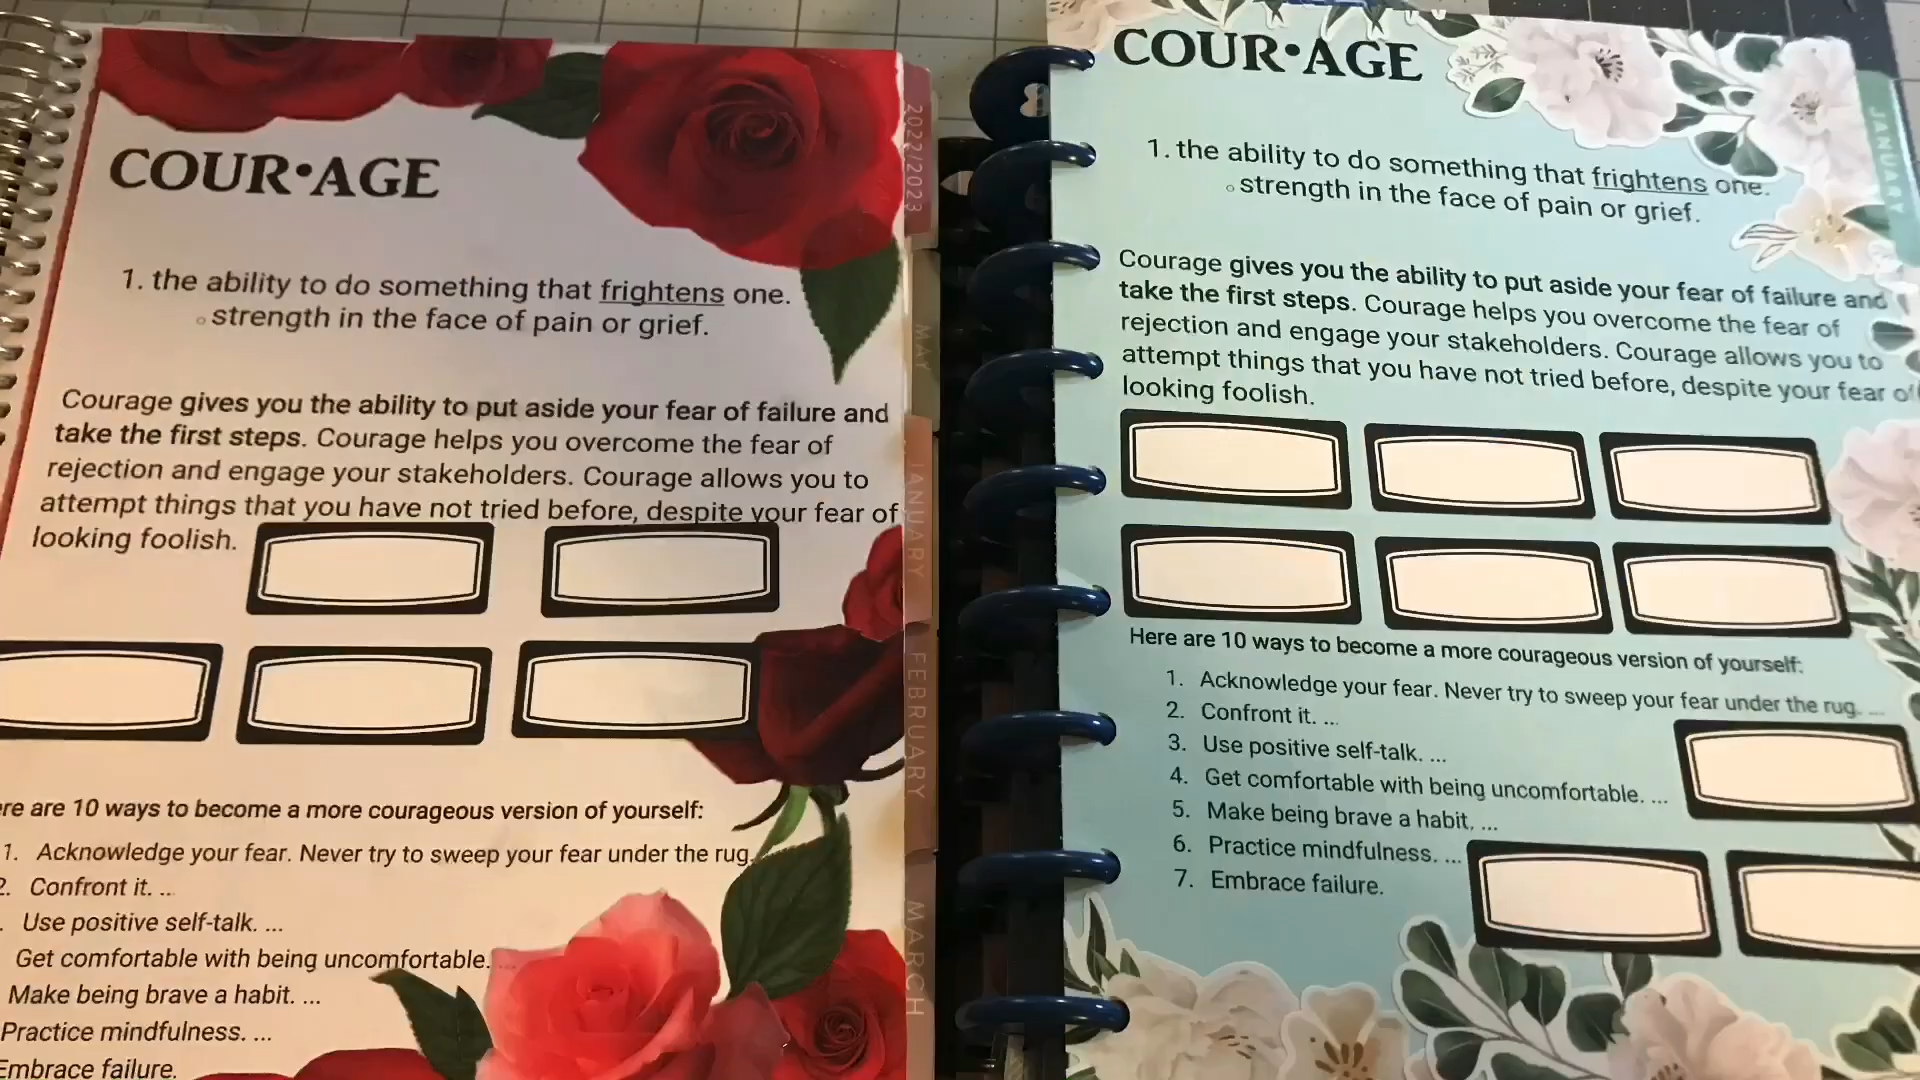 COUR•AGE
1. the ability to do something that frightens one.
◦ strength in the face of pain or grief.
Courage gives you the ability to put aside your fear of failure and
take the first steps. Courage helps you overcome the fear of
rejection and engage your stakeholders. Courage allows you to
attempt things that you have not tried before, despite your fear of
looking foolish.
re are 10 ways to become a more courageous version of yourself:
1. Acknowledge your fear. Never try to sweep your fear under the rug.
2. Confront it. ...
Use positive self-talk. ...
Get comfortable with being uncomfortable. ...
Make being brave a habit. ...
Practice mindfulness. ...
Embrace failure.
2022/2023
MAY
JANUARY
FEBRUARY
MARCH
COUR•AGE
1. the ability to do something that frightens one.
◦ strength in the face of pain or grief.
Courage gives you the ability to put aside your fear of failure and
take the first steps. Courage helps you overcome the fear of
rejection and engage your stakeholders. Courage allows you to
attempt things that you have not tried before, despite your fear of
looking foolish.
Here are 10 ways to become a more courageous version of yourself:
1. Acknowledge your fear. Never try to sweep your fear under the rug. ...
2. Confront it. ...
3. Use positive self-talk. ...
4. Get comfortable with being uncomfortable. ...
5. Make being brave a habit. ...
6. Practice mindfulness. ...
7. Embrace failure.
JANUARY